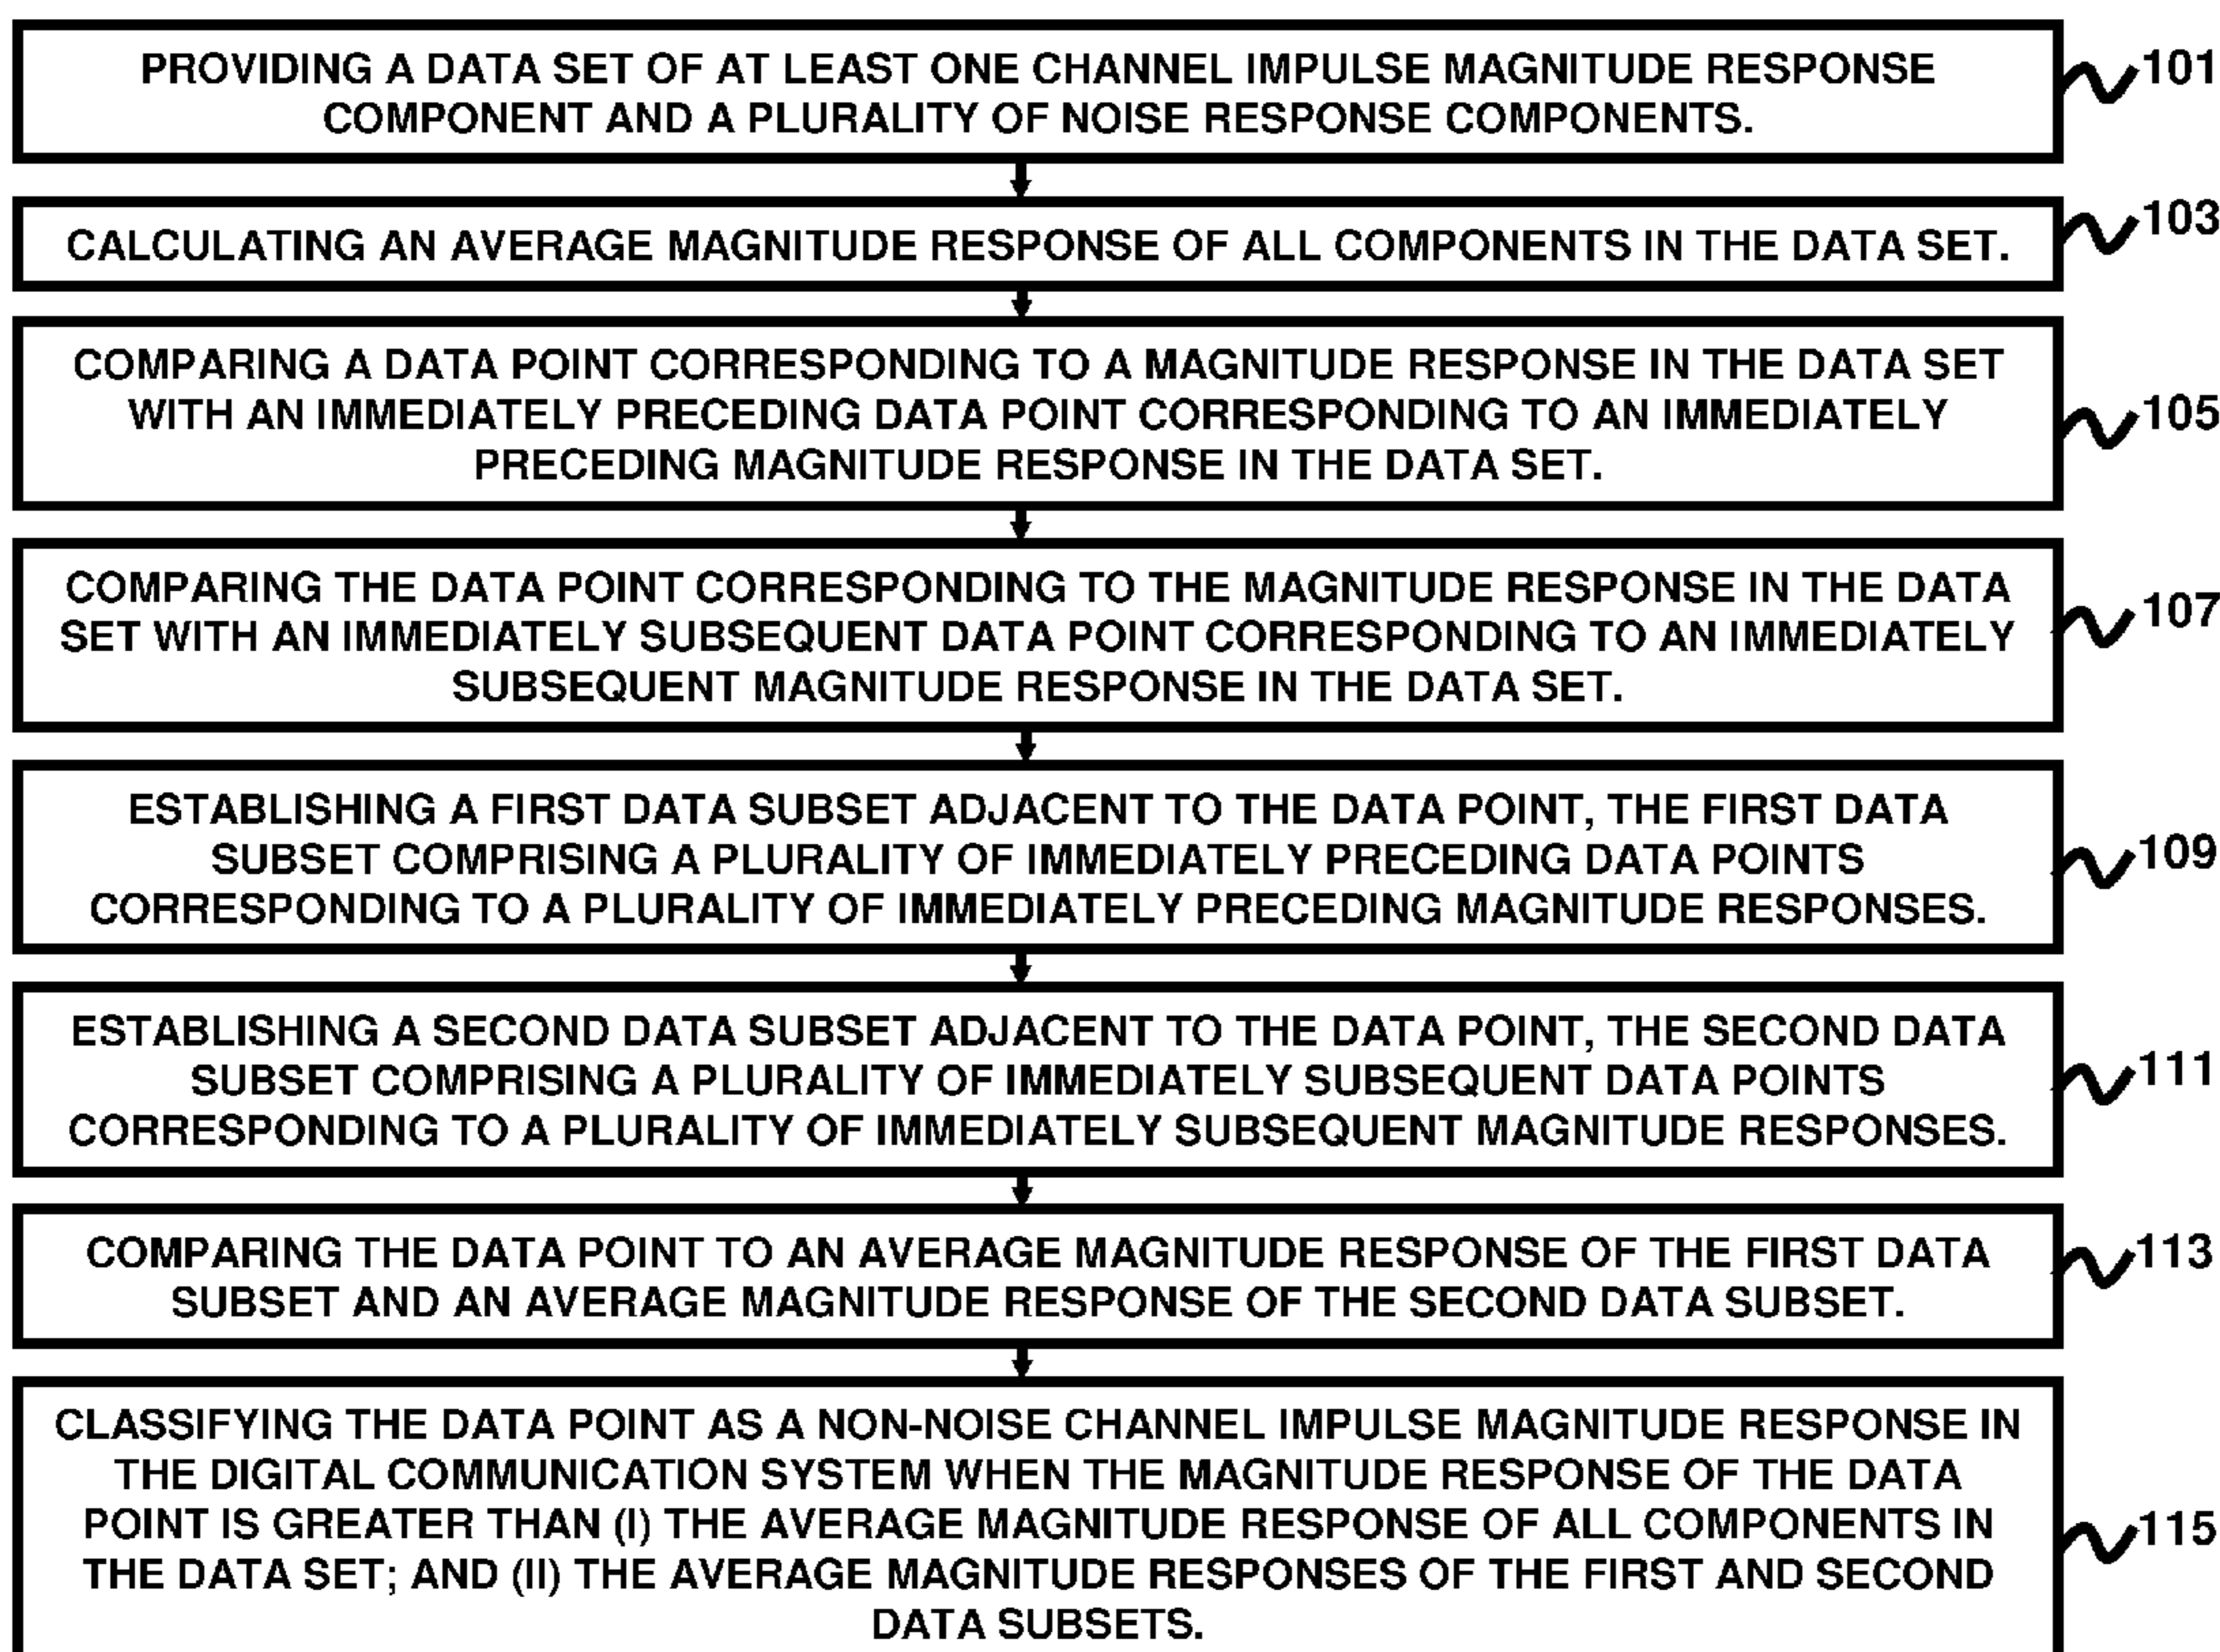 PROVIDING A DATA SET OF AT LEAST ONE CHANNEL IMPULSE MAGNITUDE RESPONSE
COMPONENT AND A PLURALITY OF NOISE RESPONSE COMPONENTS.
101
CALCULATING AN AVERAGE MAGNITUDE RESPONSE OF ALL COMPONENTS IN THE DATA SET.
103
COMPARING A DATA POINT CORRESPONDING TO A MAGNITUDE RESPONSE IN THE DATA SET
WITH AN IMMEDIATELY PRECEDING DATA POINT CORRESPONDING TO AN IMMEDIATELY
PRECEDING MAGNITUDE RESPONSE IN THE DATA SET.
105
COMPARING THE DATA POINT CORRESPONDING TO THE MAGNITUDE RESPONSE IN THE DATA
SET WITH AN IMMEDIATELY SUBSEQUENT DATA POINT CORRESPONDING TO AN IMMEDIATELY
SUBSEQUENT MAGNITUDE RESPONSE IN THE DATA SET.
107
ESTABLISHING A FIRST DATA SUBSET ADJACENT TO THE DATA POINT, THE FIRST DATA
SUBSET COMPRISING A PLURALITY OF IMMEDIATELY PRECEDING DATA POINTS
CORRESPONDING TO A PLURALITY OF IMMEDIATELY PRECEDING MAGNITUDE RESPONSES.
109
ESTABLISHING A SECOND DATA SUBSET ADJACENT TO THE DATA POINT, THE SECOND DATA
SUBSET COMPRISING A PLURALITY OF IMMEDIATELY SUBSEQUENT DATA POINTS
CORRESPONDING TO A PLURALITY OF IMMEDIATELY SUBSEQUENT MAGNITUDE RESPONSES.
111
COMPARING THE DATA POINT TO AN AVERAGE MAGNITUDE RESPONSE OF THE FIRST DATA
SUBSET AND AN AVERAGE MAGNITUDE RESPONSE OF THE SECOND DATA SUBSET.
113
CLASSIFYING THE DATA POINT AS A NON-NOISE CHANNEL IMPULSE MAGNITUDE RESPONSE IN
THE DIGITAL COMMUNICATION SYSTEM WHEN THE MAGNITUDE RESPONSE OF THE DATA
POINT IS GREATER THAN (I) THE AVERAGE MAGNITUDE RESPONSE OF ALL COMPONENTS IN
THE DATA SET; AND (II) THE AVERAGE MAGNITUDE RESPONSES OF THE FIRST AND SECOND
DATA SUBSETS.
115